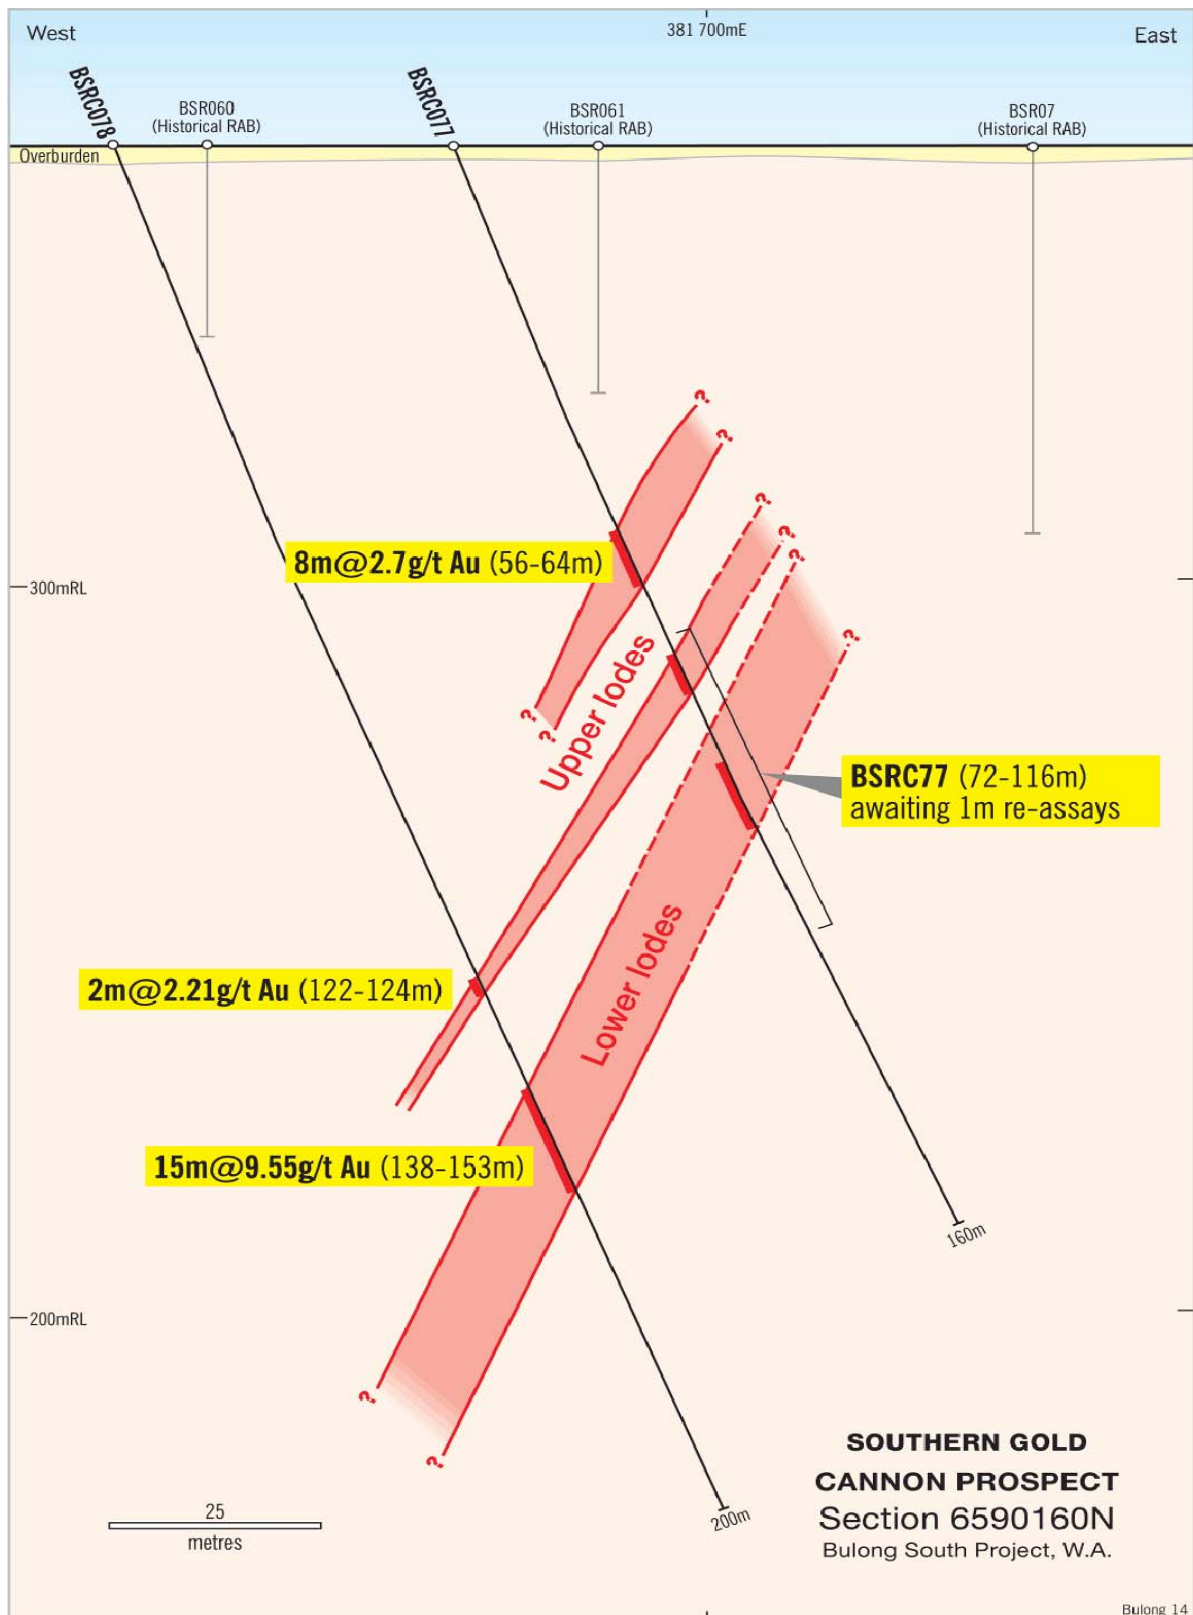 West
381 700mE
East
BSRC078
BSR060
(Historical RAB)
BSRC077
BSR061
(Historical RAB)
BSR07
(Historical RAB)
Overburden
?
?
?
?
?
8m@2.7g/t Au (56-64m)
300mRL
?
Upper lodes
?
?
BSRC77 (72-116m)
awaiting 1m re-assays
Lower lodes
2m@2.21g/t Au (122-124m)
15m@9.55g/t Au (138-153m)
160m
200mRL
?
?
SOUTHERN GOLD
CANNON PROSPECT
Section 6590160N
Bulong South Project, W.A.
25
metres
200m
Bulong 14